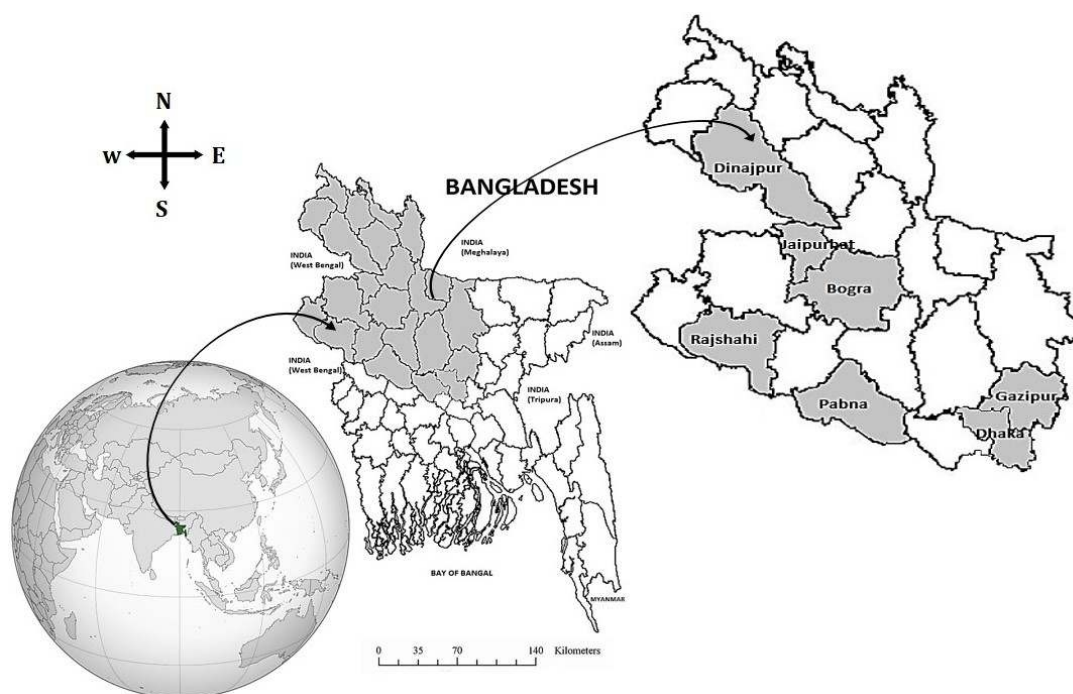 N
W E
S
BANGLADESH
INDIA
(West Bengal)
INDIA
(Meghalaya)
INDIA
(West Bengal)
INDIA
(Assam)
INDIA
(Tripura)
BAY OF BANGAL
MYANMAR
0 35 70 140 Kilometers
Dinajpur
Jaipurhat
Bogra
Rajshahi
Pabna
Gazipur
Dhaka